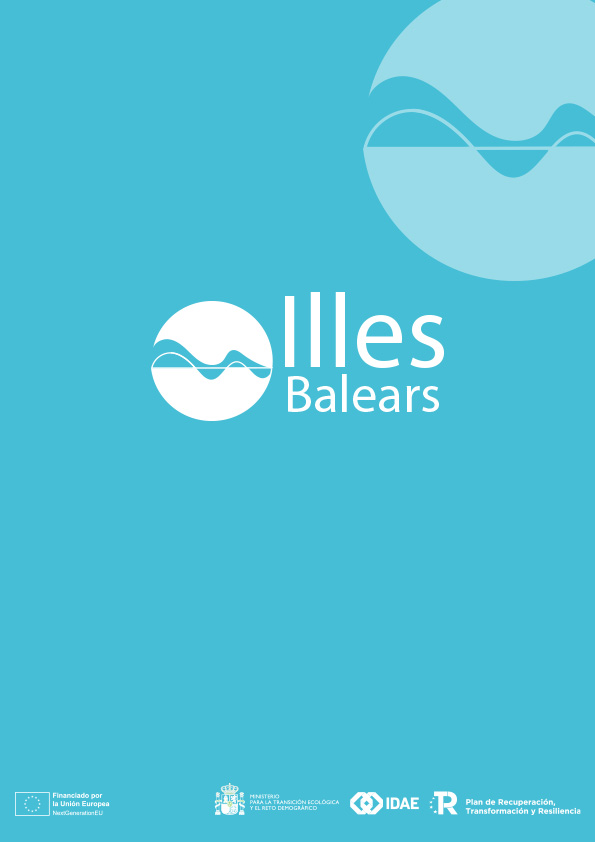 Illes
Balears
Financiado por
la Unión Europea
NextGenerationEU
MINISTERIO
PARA LA TRANSICIÓN ECOLÓGICA
Y EL RETO DEMOGRÁFICO
IDAE
TR
Plan de Recuperación,
Transformación y Resiliencia